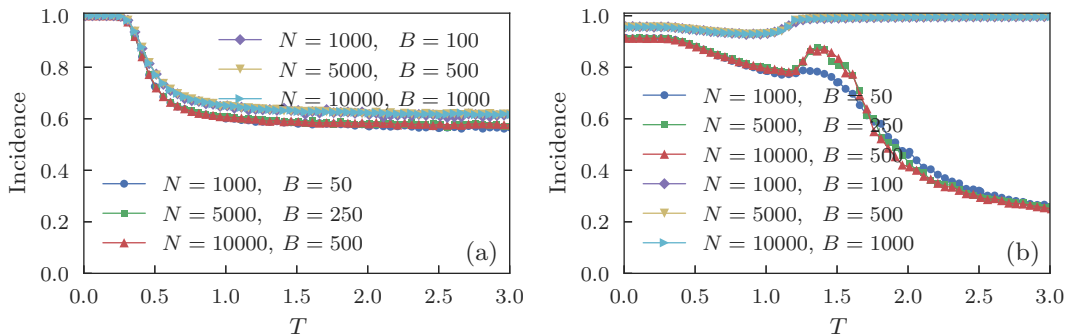 1.0
0.8
0.6
0.4
0.2
0.0
Incidence
N = 1000, B = 100
N = 5000, B = 500
N = 10000, B = 1000
N = 1000, B = 50
N = 5000, B = 250
N = 10000, B = 500
(a)
0.0 0.5 1.0 1.5 2.0 2.5 3.0
T
1.0
0.8
0.6
0.4
0.2
0.0
Incidence
N = 1000, B = 50
N = 5000, B = 250
N = 10000, B = 500
N = 1000, B = 100
N = 5000, B = 500
N = 10000, B = 1000
(b)
0.0 0.5 1.0 1.5 2.0 2.5 3.0
T